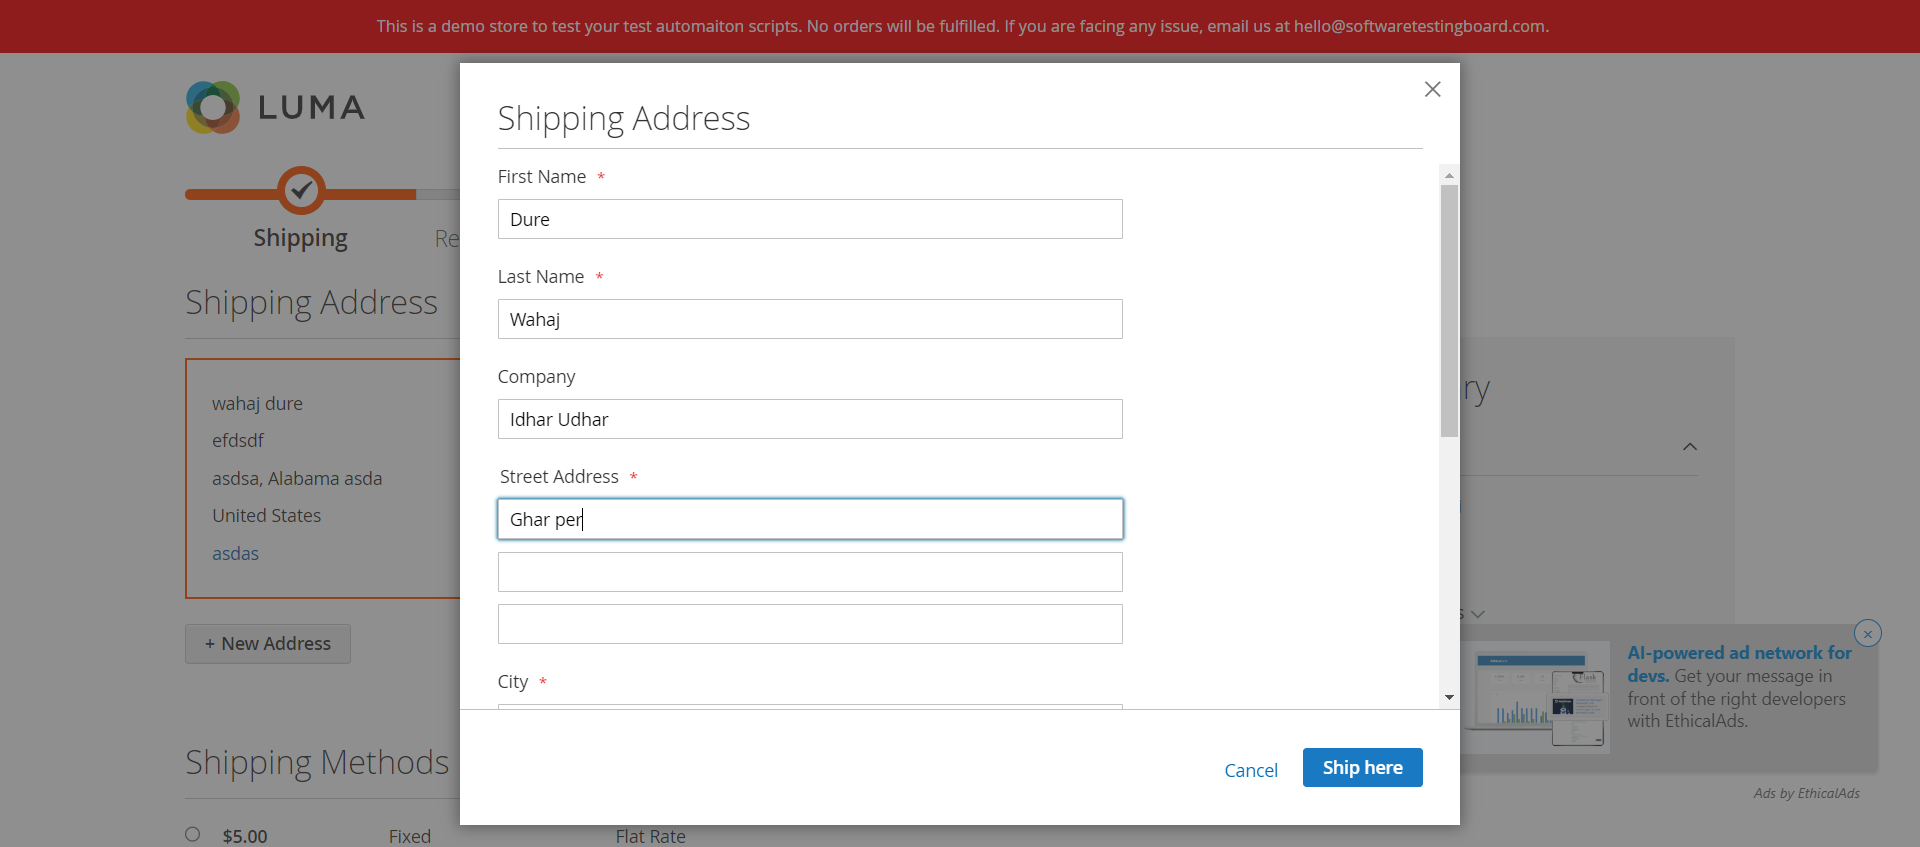 This is a demo store to test your test automaiton scripts. No orders will be fulfilled. If you are facing any issue, email us at hello@softwaretestingboard.com.
LUMA
Shipping
Re
Shipping Address
wahaj dure
efdsdf
asdsa, Alabama asda
United States
asdas
+ New Address
Shipping Methods
$5.00 Fixed Flat Rate
Shipping Address
First Name *
Dure
Last Name *
Wahaj
Company
Idhar Udhar
Street Address *
Ghar per
City *
Cancel
Ship here
ry
s
AI-powered ad network for
devs. Get your message in
front of the right developers
with EthicalAds.
Ads by EthicalAds